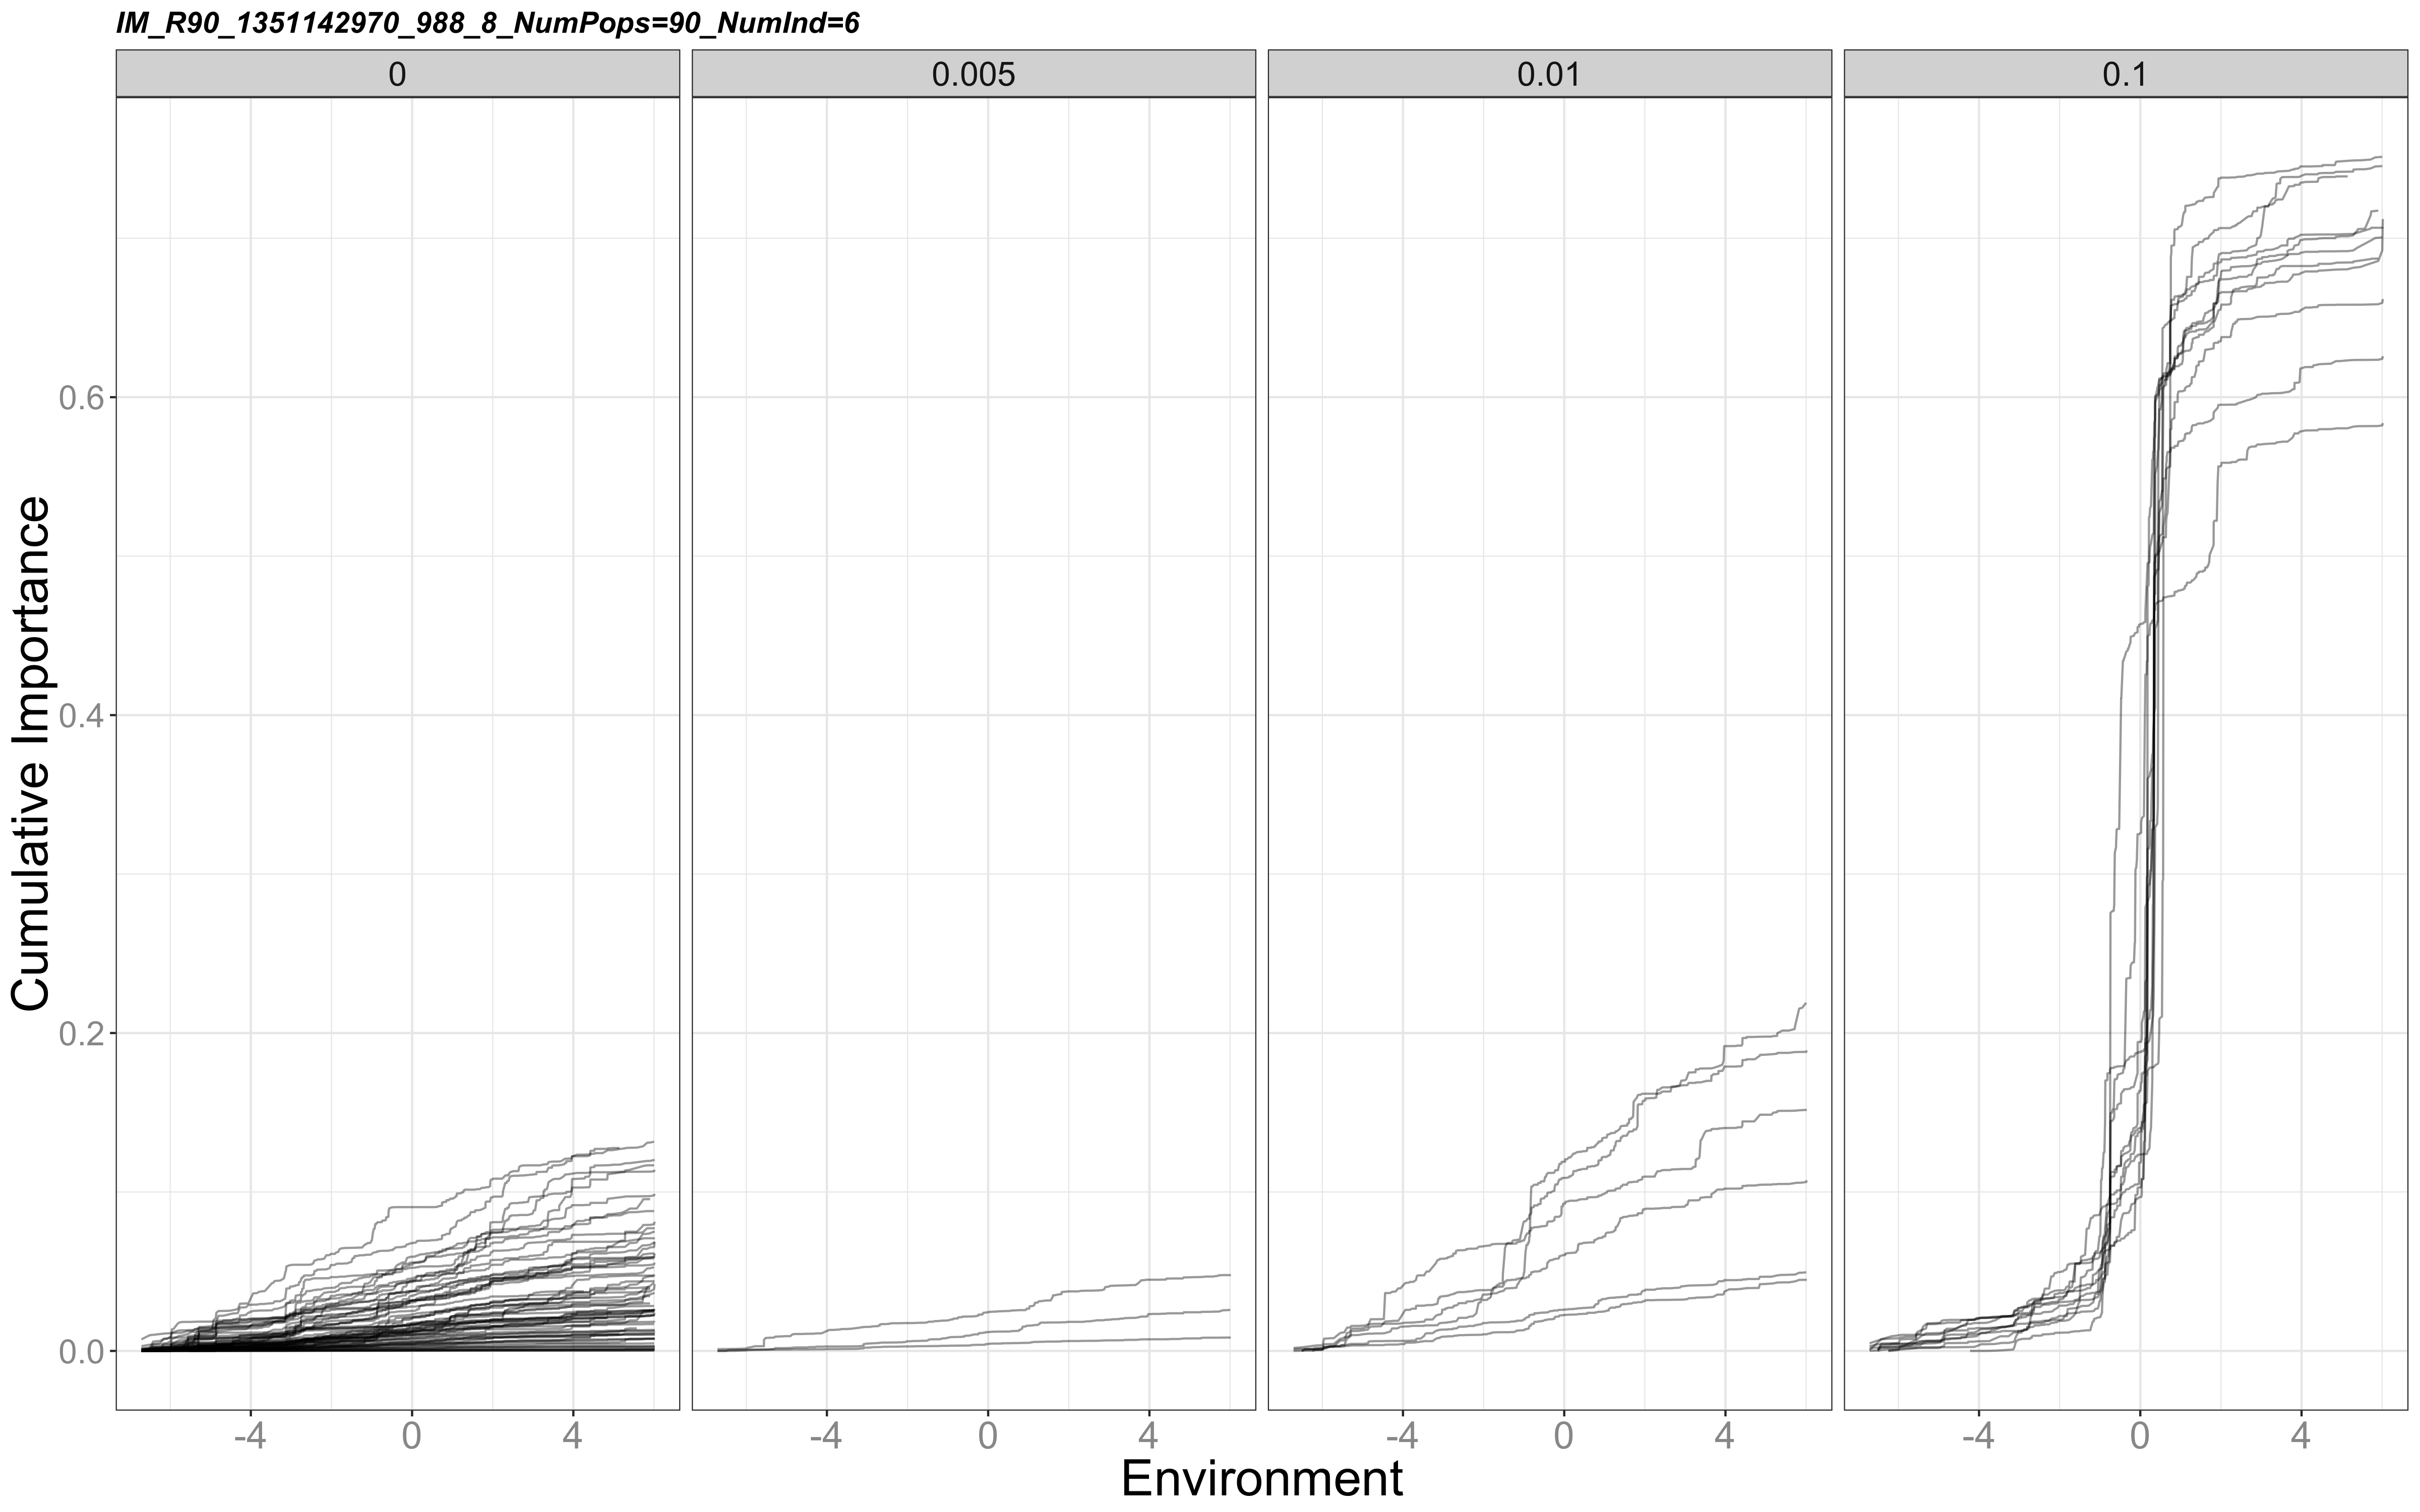 IM_R90_1351142970_988_8_NumPops=90_NumInd=6
0 0.005 0.01 0.1
Cumulative Importance
0.6
0.4
0.2
0.0
-4 0 4 -4 0 4 -4 0 4 -4 0 4
Environment